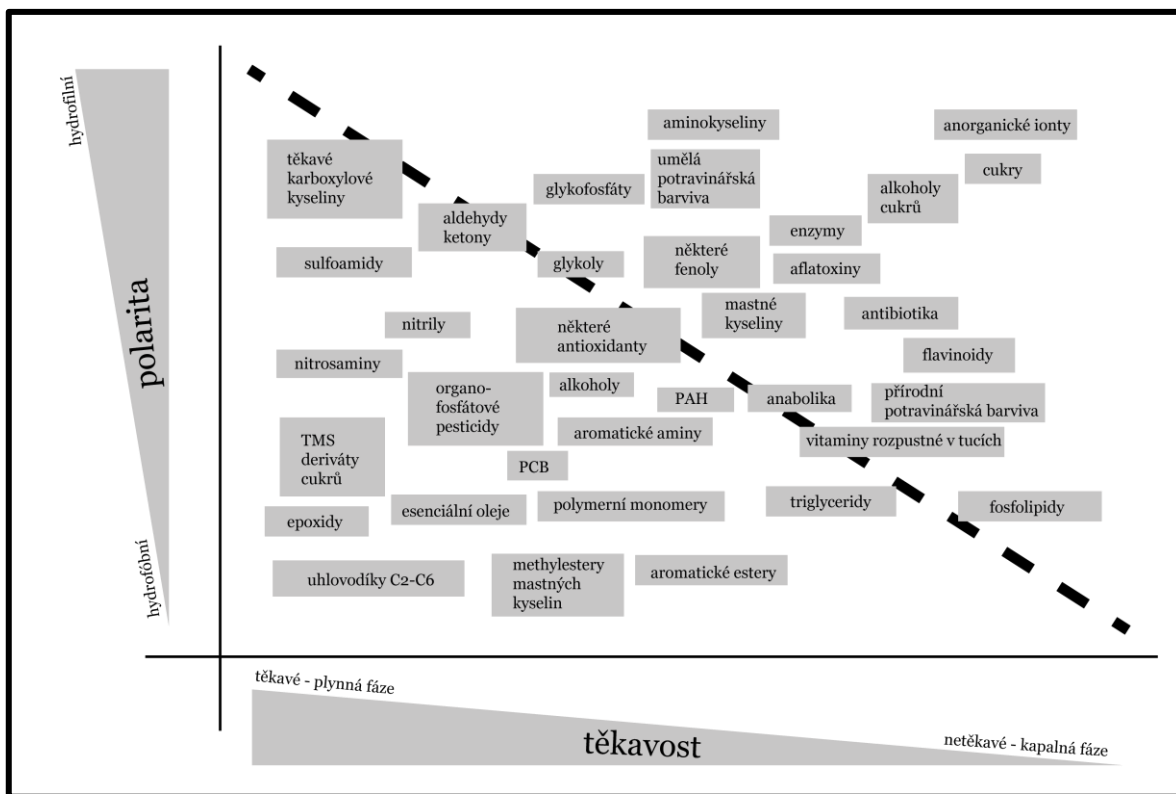 hydrofilní
polarita
hydrofóbní
aminokyseliny
anorganické ionty
těkavé
karboxylové
kyseliny
umělá
potravinářská
barviva
cukry
glykofosfáty
alkoholy
cukrů
aldehydy
ketony
enzymy
sulfoamidy
glykoly
některé
fenoly
aflatoxiny
mastné
kyseliny
antibiotika
nitrily
některé
antioxidanty
nitrosaminy
flavinoidy
organo-
fosfátové
pesticidy
alkoholy
PAH
anabolika
přírodní
potravinářská barviva
TMS
deriváty
cukrů
aromatické aminy
vitaminy rozpustné v tucích
PCB
esenciální oleje
polymerní monomery
triglyceridy
fosfolipidy
epoxidy
uhlovodíky C2-C6
methylestery
mastných
kyselin
aromatické estery
těkavé - plynná fáze
těkavost
netěkavé - kapalná fáze